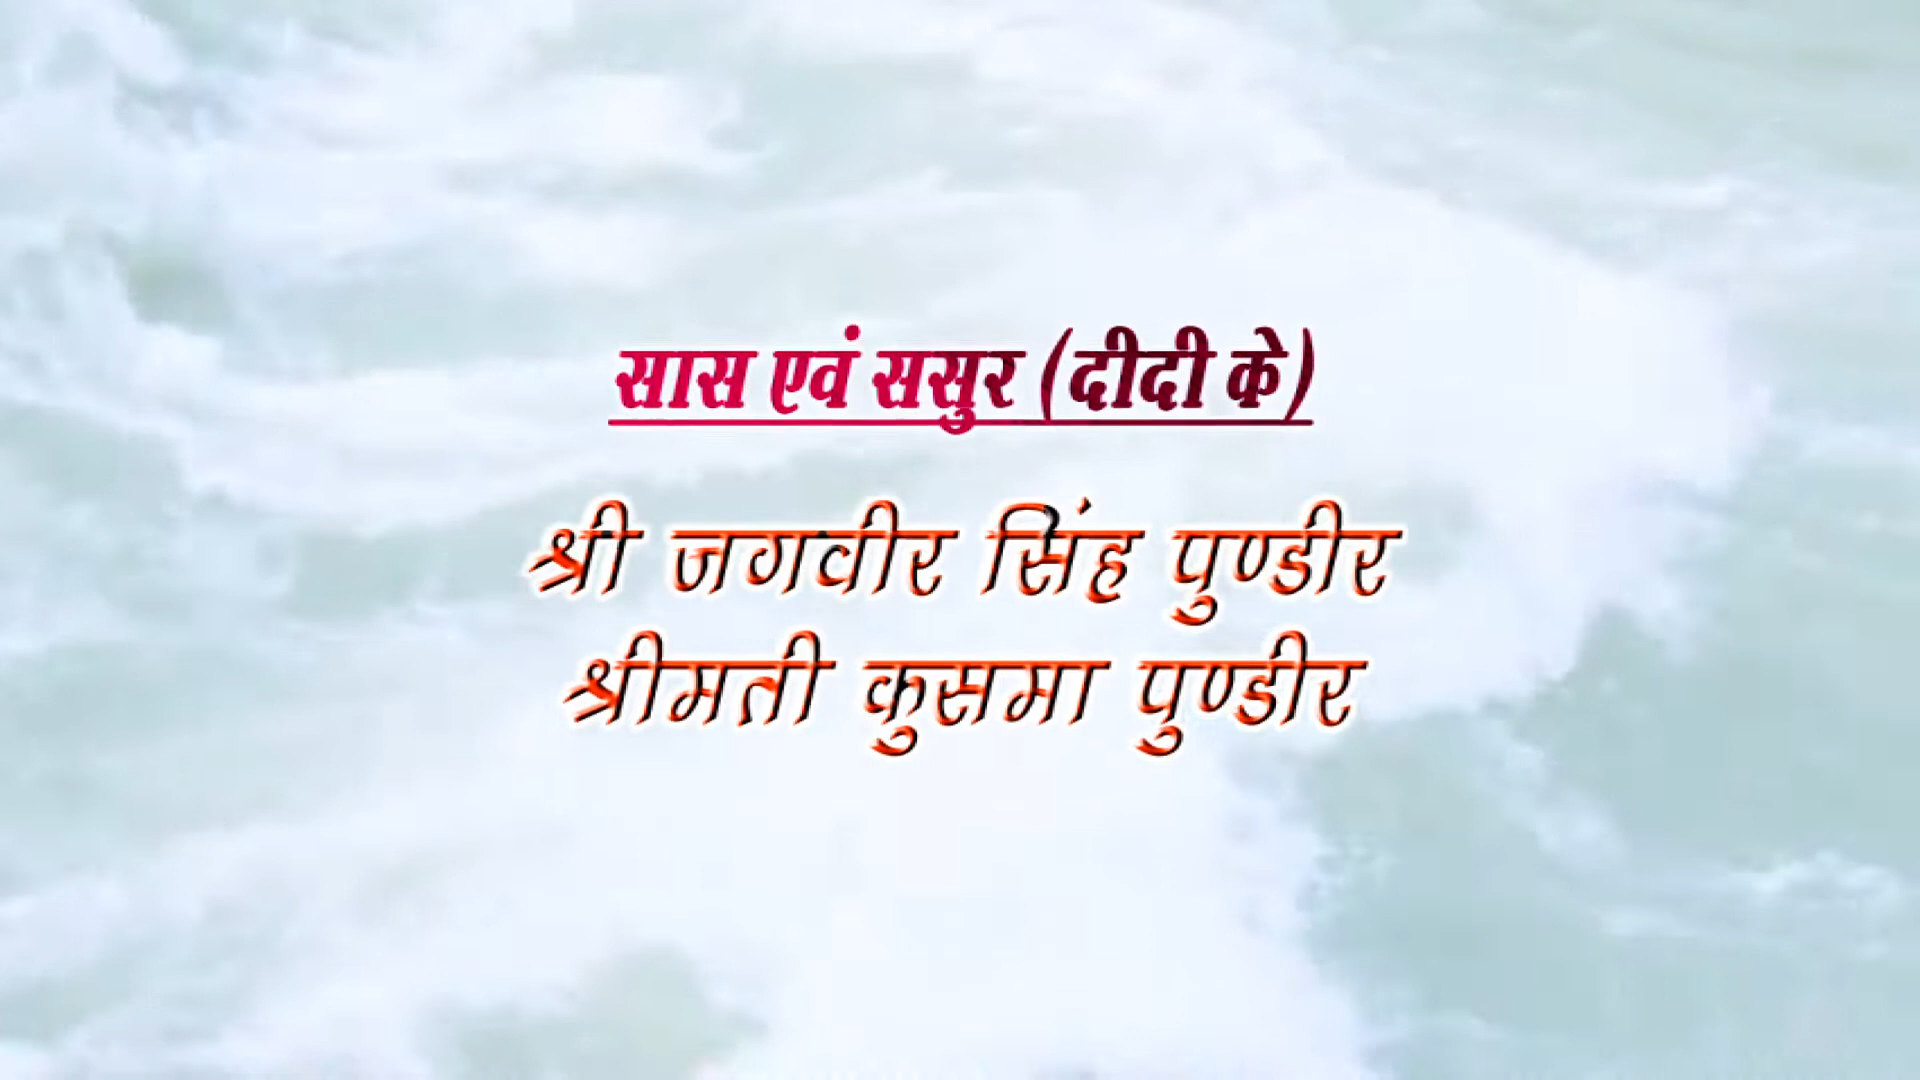 सास एवं ससुर (दीदी के)
श्री जगवीर सिंह पुण्डीर
श्रीमती कुसमा पुण्डीर